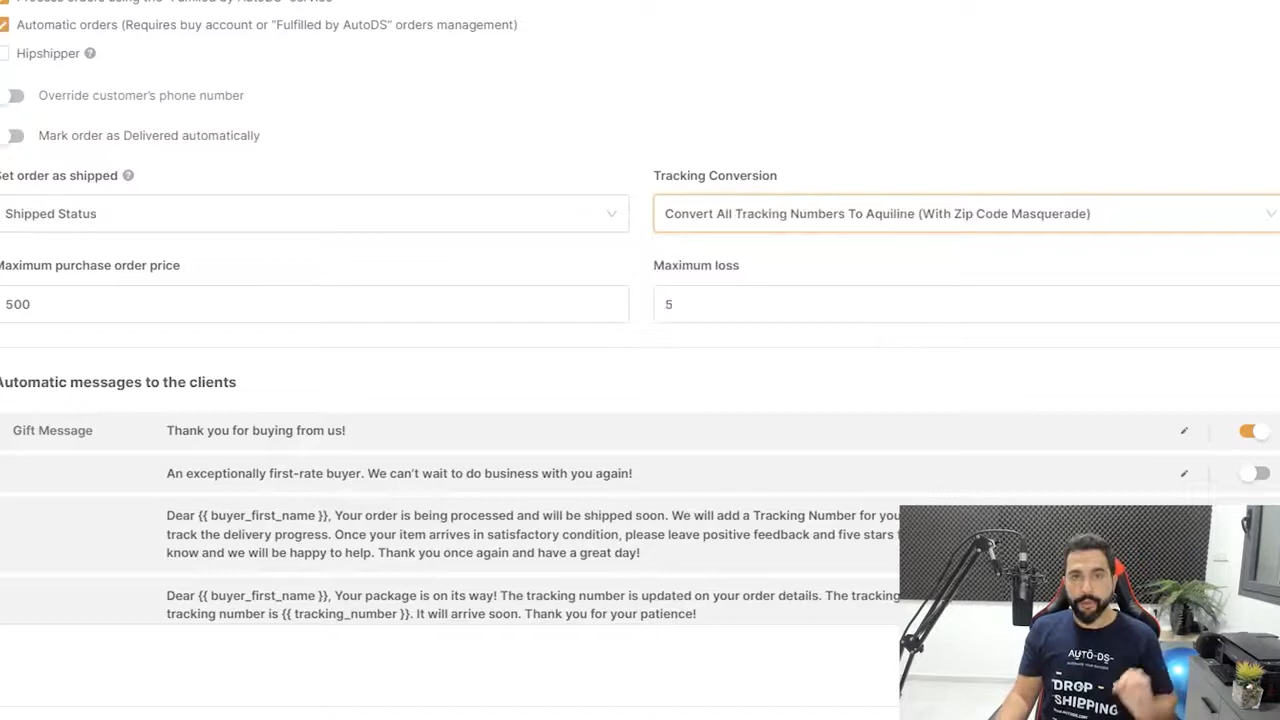 Automatic orders (Requires buy account or "Fulfilled by AutoDS" orders management)
Hipshipper
Override customer's phone number
Mark order as Delivered automatically
Set order as shipped
Tracking Conversion
Shipped Status
Convert All Tracking Numbers To Aquiline (With Zip Code Masquerade)
Maximum purchase order price
Maximum loss
500
5
Automatic messages to the clients
Gift Message
Thank you for buying from us!
An exceptionally first-rate buyer. We can't wait to do business with you again!
Dear {{ buyer_first_name }}, Your order is being processed and will be shipped soon. We will add a Tracking Number for you
track the delivery progress. Once your item arrives in satisfactory condition, please leave positive feedback and five stars
know and we will be happy to help. Thank you once again and have a great day!
Dear {{ buyer_first_name }}, Your package is on its way! The tracking number is updated on your order details. The tracking
tracking number is {{ tracking_number }}. It will arrive soon. Thank you for your patience!
AUTO-DS
DROP
SHIPPING